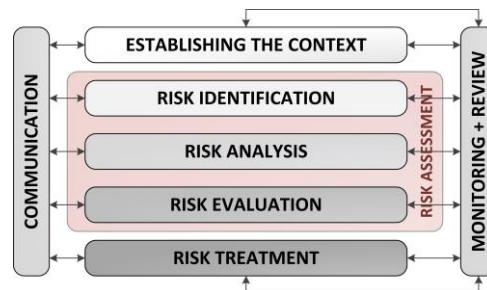 ESTABLISHING THE CONTEXT
COMMUNICATION
RISK IDENTIFICATION
RISK ANALYSIS
RISK EVALUATION
RISK ASSESSMENT
RISK TREATMENT
MONITORING + REVIEW